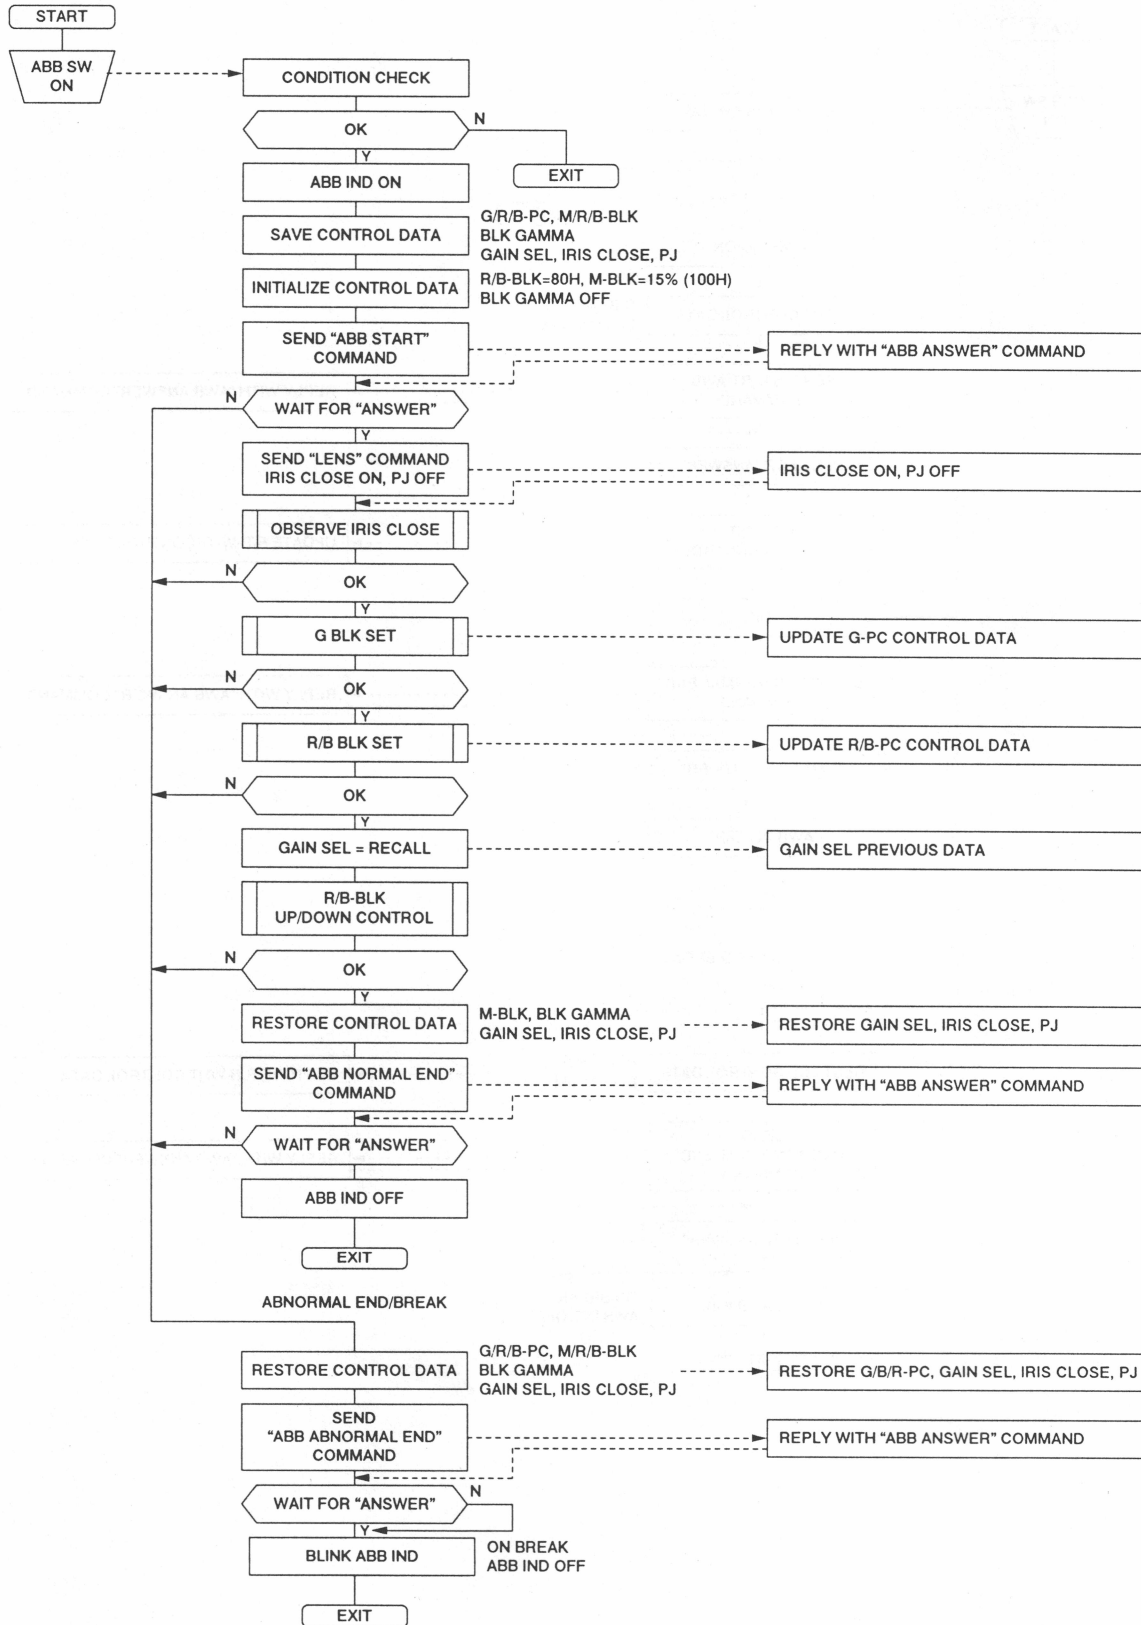 START
ABB SW
ON
CONDITION CHECK
OK
N
Y
EXIT
ABB IND ON
SAVE CONTROL DATA
G/R/B-PC, M/R/B-BLK
BLK GAMMA
GAIN SEL, IRIS CLOSE, PJ
INITIALIZE CONTROL DATA
R/B-BLK=80H, M-BLK=15% (100H)
BLK GAMMA OFF
SEND “ABB START”
COMMAND
REPLY WITH “ABB ANSWER” COMMAND
N
WAIT FOR “ANSWER”
Y
SEND “LENS” COMMAND
IRIS CLOSE ON, PJ OFF
IRIS CLOSE ON, PJ OFF
OBSERVE IRIS CLOSE
N
OK
Y
G BLK SET
UPDATE G-PC CONTROL DATA
N
OK
Y
R/B BLK SET
UPDATE R/B-PC CONTROL DATA
N
OK
Y
GAIN SEL = RECALL
GAIN SEL PREVIOUS DATA
R/B-BLK
UP/DOWN CONTROL
N
OK
Y
RESTORE CONTROL DATA
M-BLK, BLK GAMMA
GAIN SEL, IRIS CLOSE, PJ
RESTORE GAIN SEL, IRIS CLOSE, PJ
SEND “ABB NORMAL END”
COMMAND
REPLY WITH “ABB ANSWER” COMMAND
N
WAIT FOR “ANSWER”
Y
ABB IND OFF
EXIT
ABNORMAL END/BREAK
RESTORE CONTROL DATA
G/R/B-PC, M/R/B-BLK
BLK GAMMA
GAIN SEL, IRIS CLOSE, PJ
RESTORE G/B/R-PC, GAIN SEL, IRIS CLOSE, PJ
SEND
“ABB ABNORMAL END”
COMMAND
REPLY WITH “ABB ANSWER” COMMAND
WAIT FOR “ANSWER”
N
Y
BLINK ABB IND
ON BREAK
ABB IND OFF
EXIT